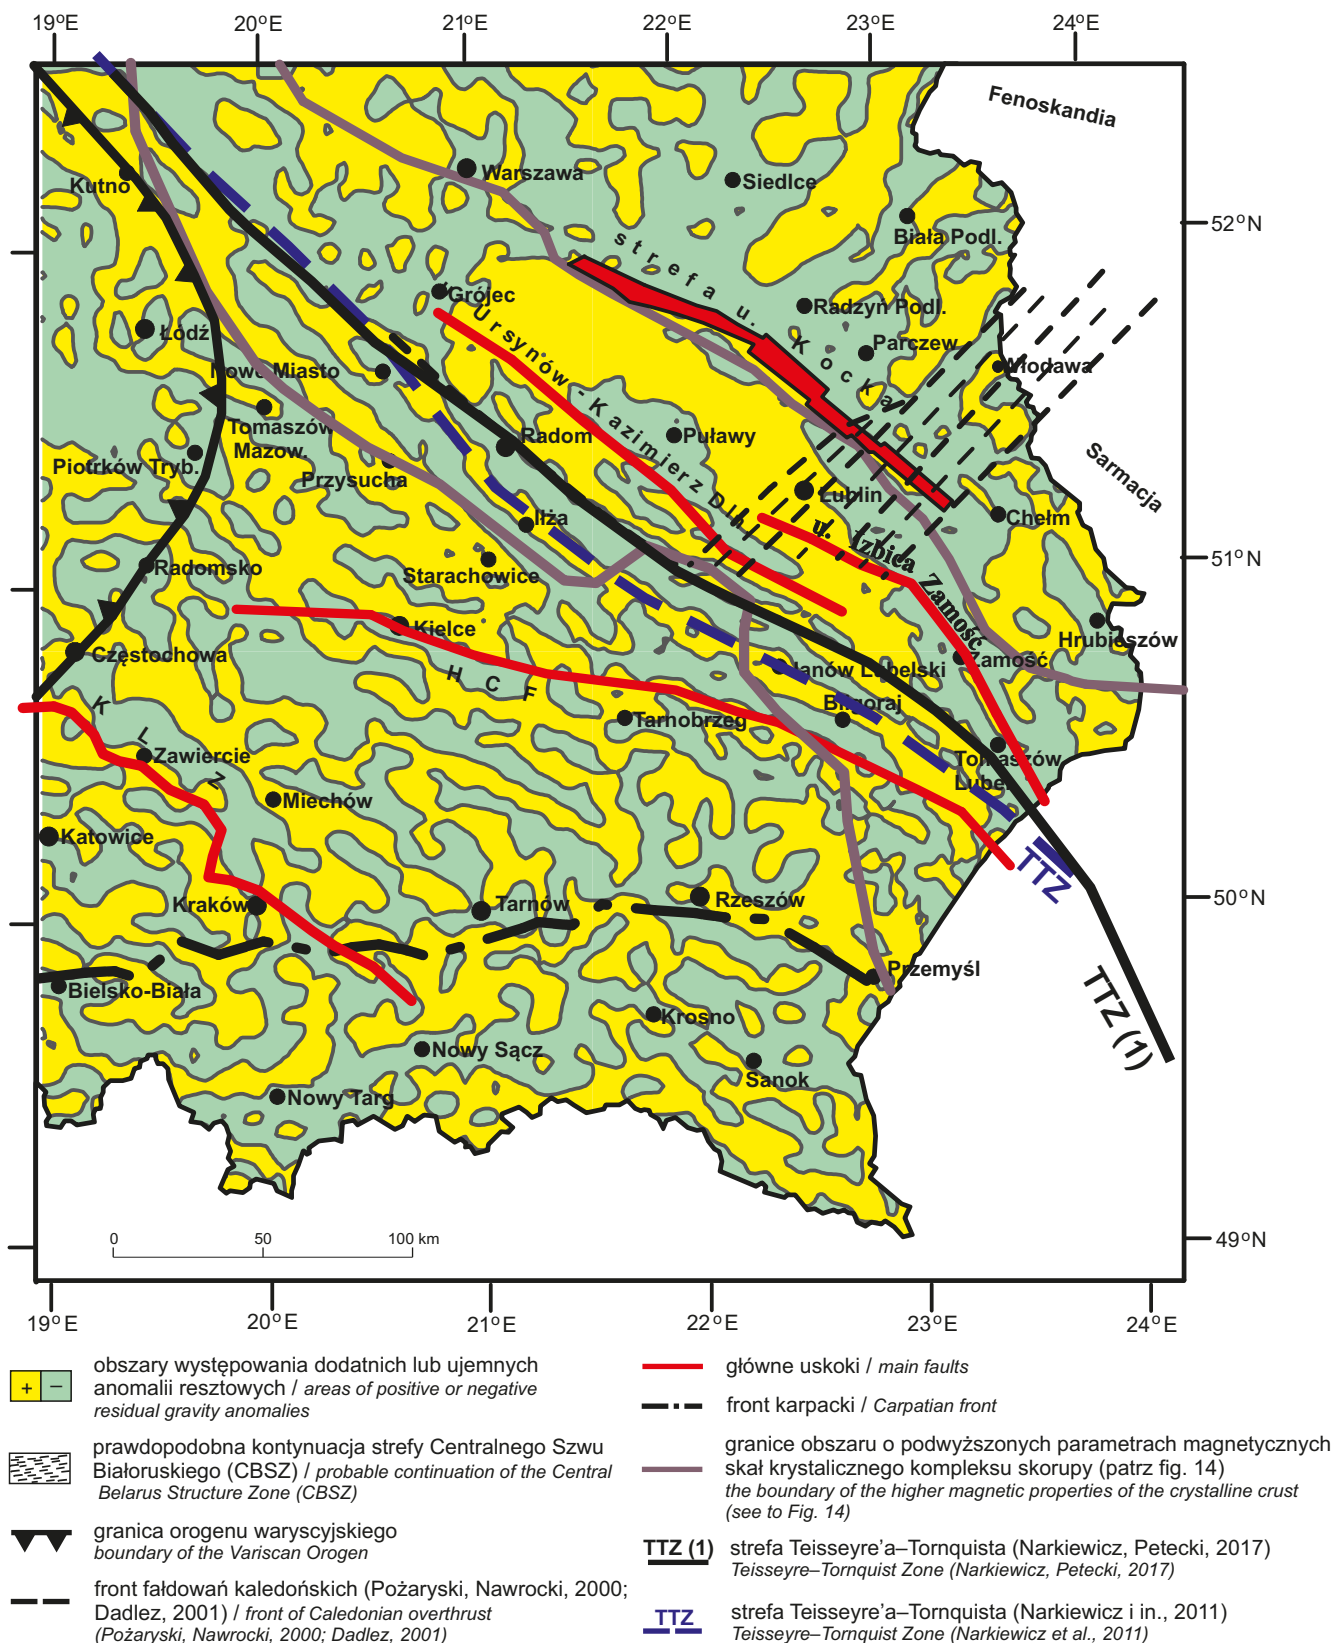 19°E 20°E 21°E 22°E 23°E 24°E
Fenoskandia
Warszawa
Siedlce
Kutno
52°N
Biała Podl.
strefa u. Kocka
Grójec
Radzyń Podl.
u. Ursynów - Kazimierz Dln.
Łódź
Parczew
Nowe Miasto
Włodawa
Tomaszów
Mazow.
Radom
Puławy
Piotrków Tryb.
Przysucha
Sarmacja
Lublin
Iłża
Chełm
u. Izbica Zamość
51°N
Radomsko
Starachowice
Kielce
Hrubieszów
Częstochowa
Zamość
Janów Lubelski
H C F
Biłgoraj
K L Z
Tarnobrzeg
Zawiercie
Tomaszów
Lubel.
Miechów
Katowice
TTZ
Kraków
Tarnów
Rzeszów
50°N
Przemyśl
Bielsko-Biała
TTZ (1)
Krosno
Nowy Sącz
Sanok
Nowy Targ
0 50 100 km
49°N
19°E 20°E 21°E 22°E 23°E 24°E
+ –
obszary występowania dodatnich lub ujemnych
anomalii resztowych / areas of positive or negative
residual gravity anomalies
prawdopodobna kontynuacja strefy Centralnego Szwu
Białoruskiego (CBSZ) / probable continuation of the Central
Belarus Structure Zone (CBSZ)
granica orogenu waryscyjskiego
boundary of the Variscan Orogen
front fałdowań kaledońskich (Pożaryski, Nawrocki, 2000;
Dadlez, 2001) / front of Caledonian overthrust
(Pożaryski, Nawrocki, 2000; Dadlez, 2001)
główne uskoki / main faults
front karpacki / Carpatian front
granice obszaru o podwyższonych parametrach magnetycznych
skał krystalicznego kompleksu skorupy (patrz fig. 14)
the boundary of the higher magnetic properties of the crystalline crust
(see to Fig. 14)
TTZ (1) strefa Teisseyre'a–Tornquista (Narkiewicz, Petecki, 2017)
Teisseyre–Tornquist Zone (Narkiewicz, Petecki, 2017)
TTZ strefa Teisseyre'a–Tornquista (Narkiewicz i in., 2011)
Teisseyre–Tornquist Zone (Narkiewicz et al., 2011)